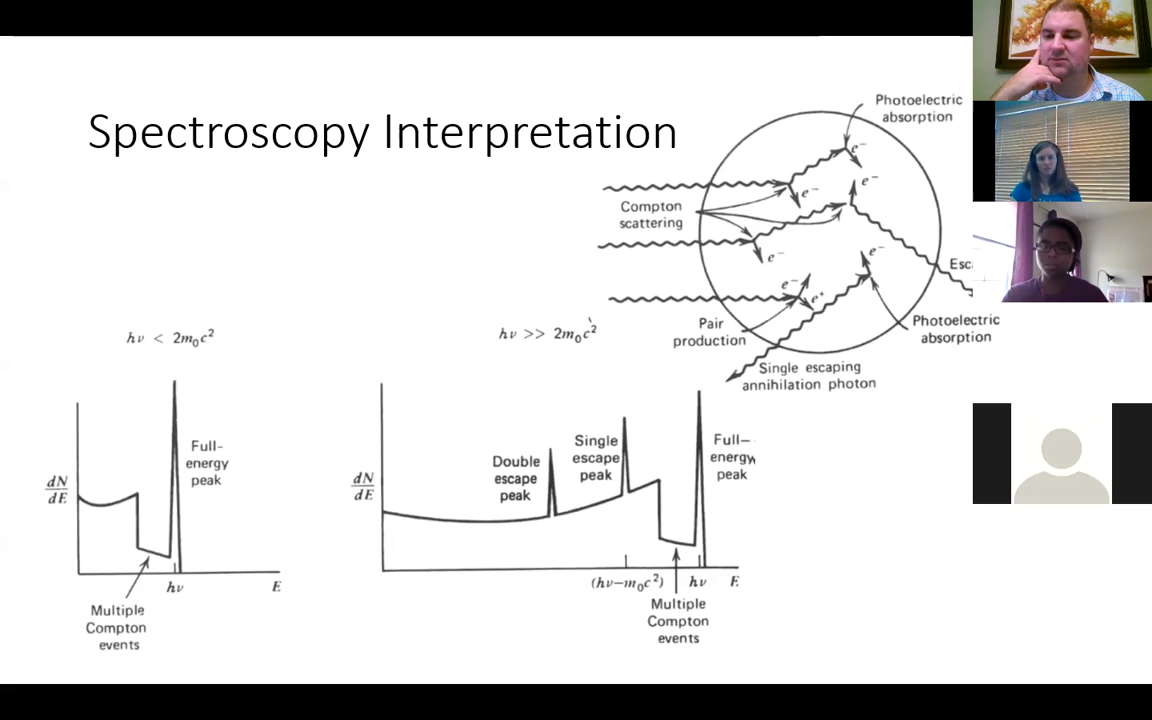 Spectroscopy Interpretation
Photoelectric
absorption
e⁻
e⁻
e⁻
Compton
scattering
e⁻
e⁻
Esc
e⁻
e⁺
Pair
production
Photoelectric
absorption
Single escaping
annihilation photon
hν < 2m₀c²
dN
dE
Full-
energy
peak
hν
E
Multiple
Compton
events
hν >> 2m₀c²
dN
dE
Double
escape
peak
Single
escape
peak
Full-
energy
peak
(hν–m₀c²)
hν
E
Multiple
Compton
events